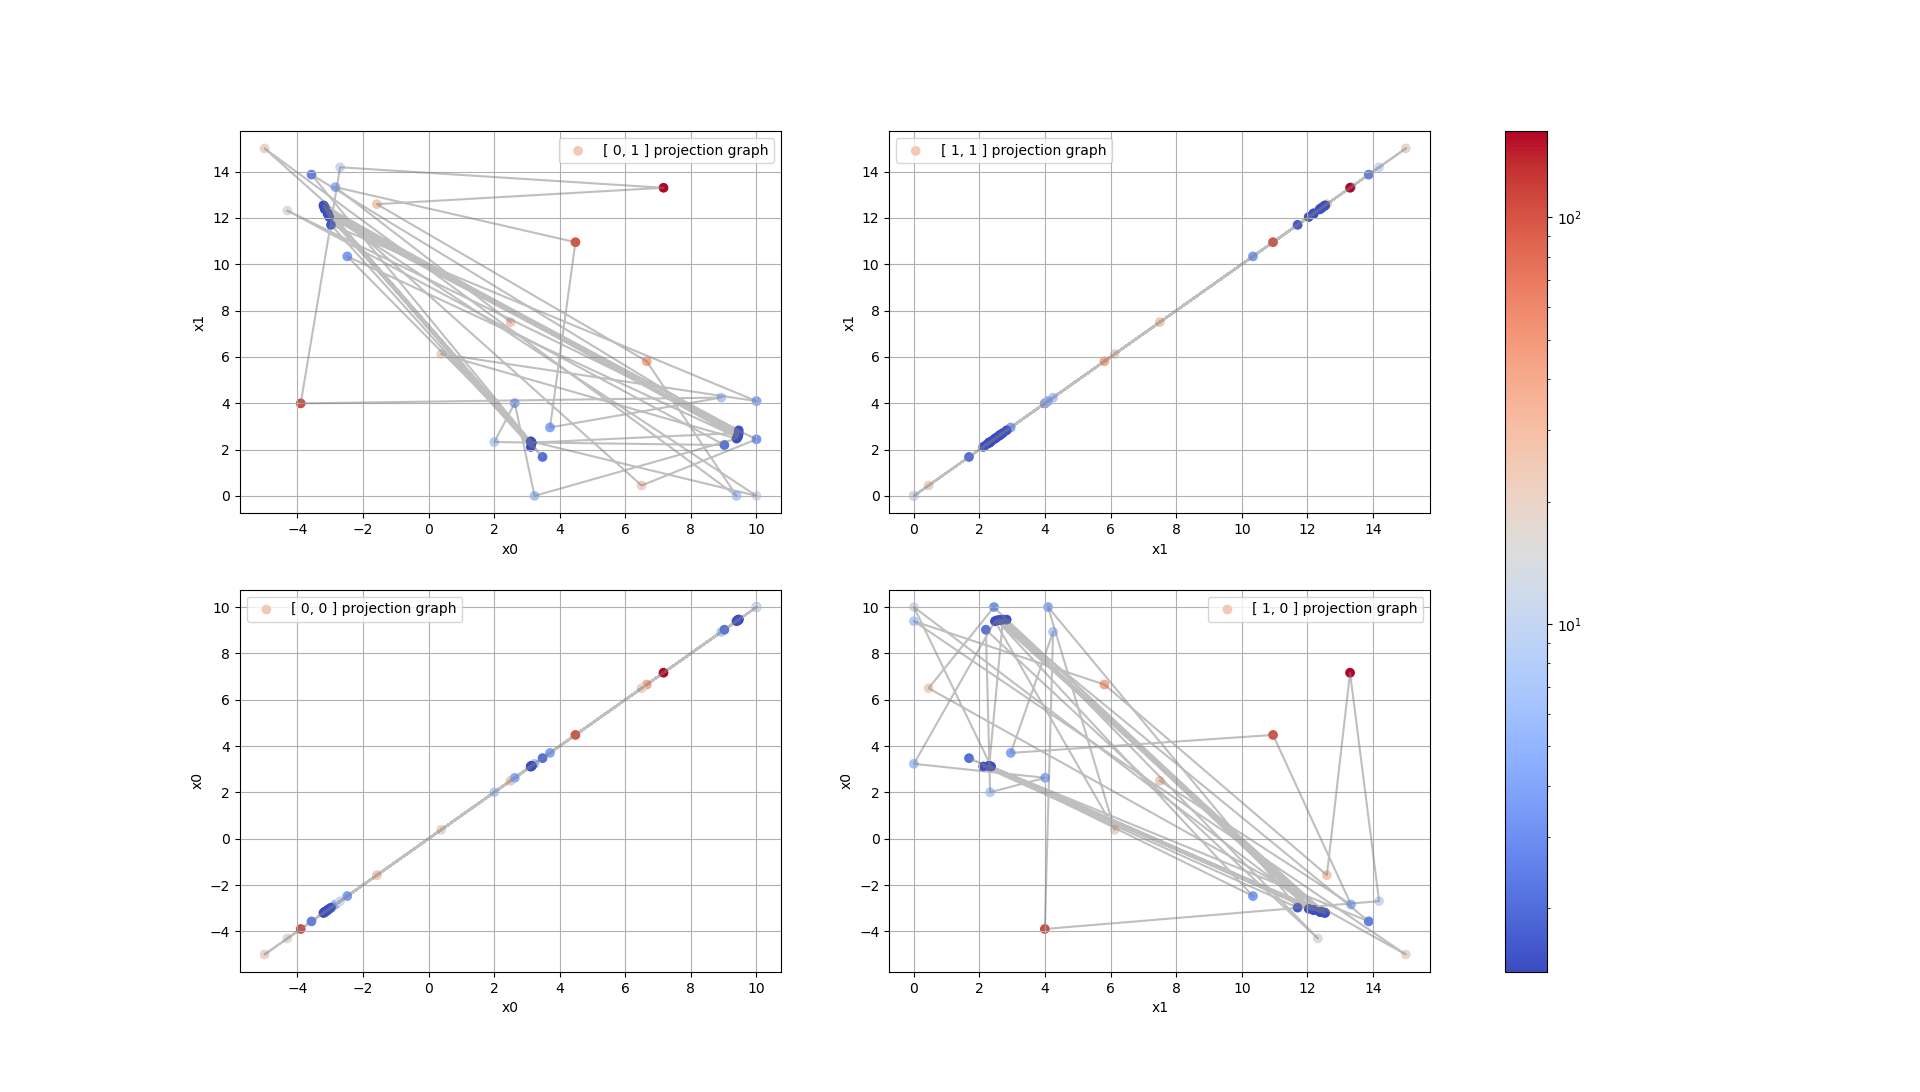 [ 0, 1 ] projection graph
14
12
10
8
6
4
2
0
x1
−4 −2 0 2 4 6 8 10
x0
[ 1, 1 ] projection graph
14
12
10
8
6
4
2
0
x1
0 2 4 6 8 10 12 14
x1
[ 0, 0 ] projection graph
10
8
6
4
2
0
−2
−4
x0
−4 −2 0 2 4 6 8 10
x0
[ 1, 0 ] projection graph
10
8
6
4
2
0
−2
−4
x0
0 2 4 6 8 10 12 14
x1
10²
10¹